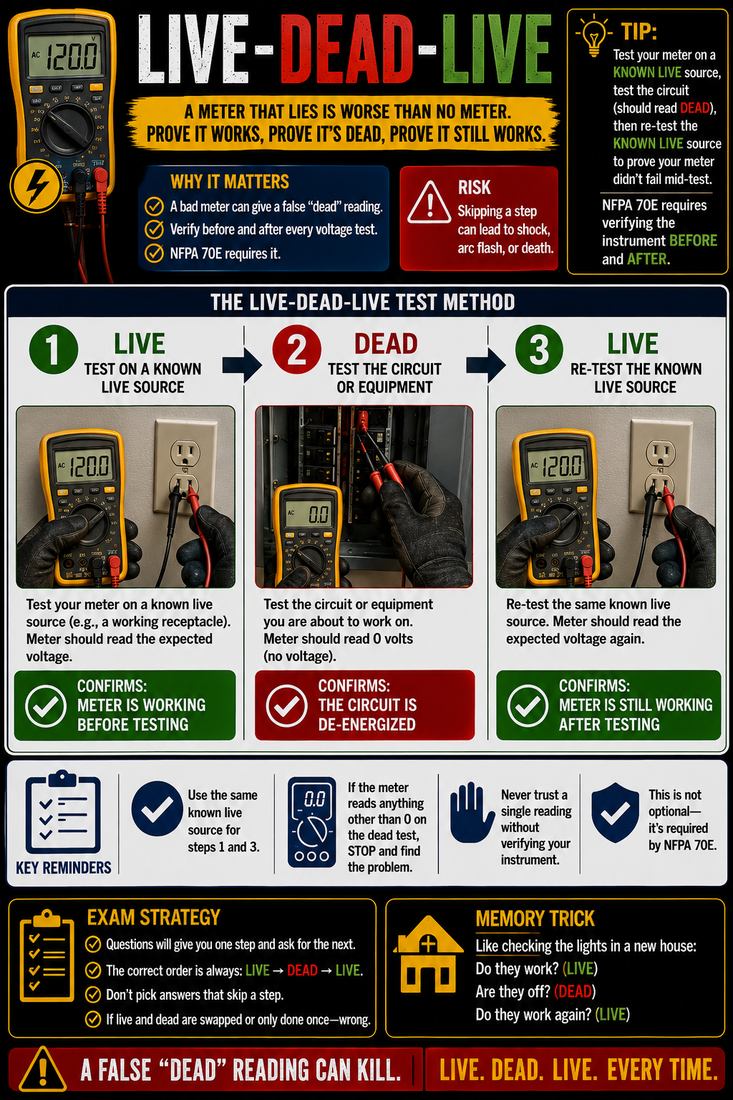 AC 120.0 V
LIVE-DEAD-LIVE
A METER THAT LIES IS WORSE THAN NO METER.
PROVE IT WORKS, PROVE IT'S DEAD, PROVE IT STILL WORKS.
WHY IT MATTERS
A bad meter can give a false “dead” reading.
Verify before and after every voltage test.
NFPA 70E requires it.
RISK
Skipping a step
can lead to shock,
arc flash, or death.
TIP:
Test your meter on a
KNOWN LIVE source,
test the circuit
(should read DEAD),
then re-test the
KNOWN LIVE source
to prove your meter
didn't fail mid-test.
NFPA 70E requires
verifying the
instrument BEFORE
and AFTER.
THE LIVE-DEAD-LIVE TEST METHOD
1 LIVE
TEST ON A KNOWN
LIVE SOURCE
AC 120.0
Test your meter on a known live
source (e.g., a working receptacle).
Meter should read the expected
voltage.
CONFIRMS:
METER IS WORKING
BEFORE TESTING
2 DEAD
TEST THE CIRCUIT
OR EQUIPMENT
AC 0.0
Test the circuit or equipment
you are about to work on.
Meter should read 0 volts
(no voltage).
CONFIRMS:
THE CIRCUIT IS
DE-ENERGIZED
3 LIVE
RE-TEST THE KNOWN
LIVE SOURCE
AC 120.0
Re-test the same known live
source. Meter should read the
expected voltage again.
CONFIRMS:
METER IS STILL WORKING
AFTER TESTING
KEY REMINDERS
Use the same
known live
source for
steps 1 and 3.
0.0
If the meter
reads anything
other than 0 on
the dead test,
STOP and find
the problem.
Never trust a
single reading
without
verifying your
instrument.
This is not
optional—
it's required
by NFPA 70E.
EXAM STRATEGY
Questions will give you one step and ask for the next.
The correct order is always: LIVE → DEAD → LIVE.
Don't pick answers that skip a step.
If live and dead are swapped or only done once—wrong.
MEMORY TRICK
Like checking the lights in a new house:
Do they work? (LIVE)
Are they off? (DEAD)
Do they work again? (LIVE)
A FALSE “DEAD” READING CAN KILL.
LIVE. DEAD. LIVE. EVERY TIME.